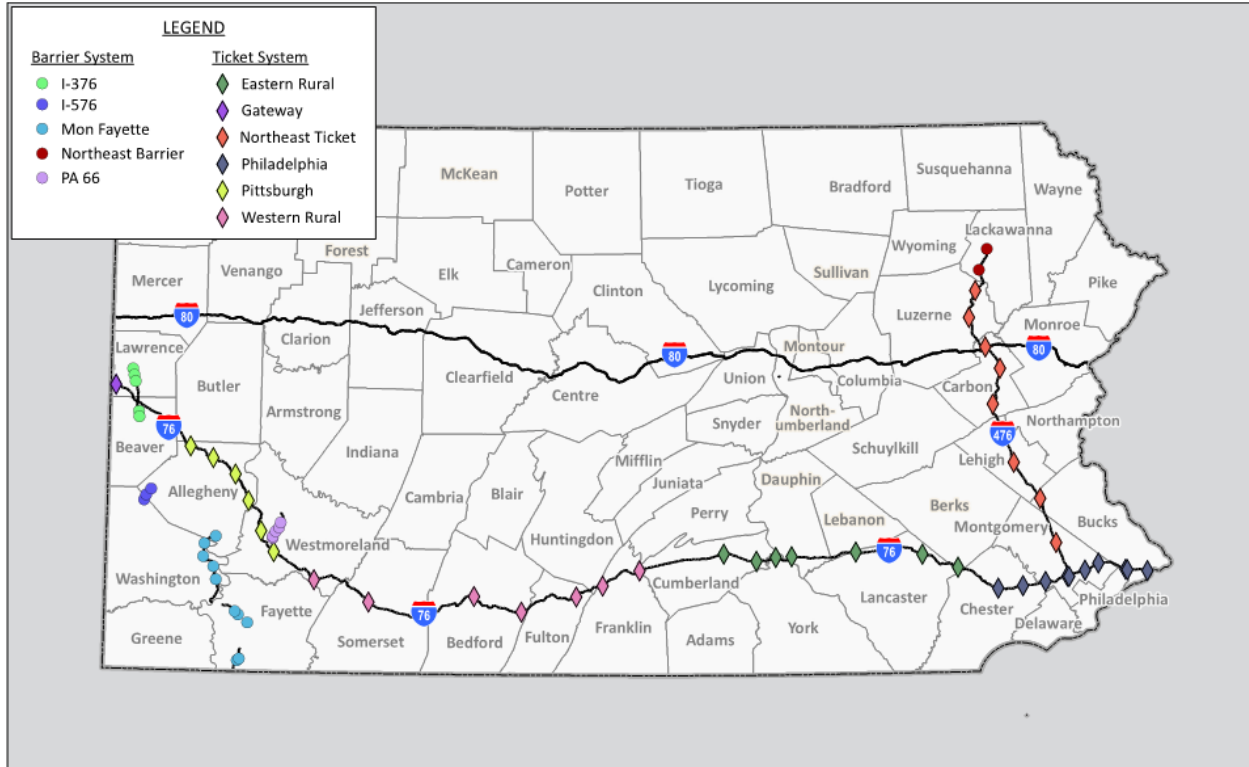 LEGEND
Barrier System
I-376
I-576
Mon Fayette
Northeast Barrier
PA 66
Ticket System
Eastern Rural
Gateway
Northeast Ticket
Philadelphia
Pittsburgh
Western Rural
McKean
Potter
Tioga
Bradford
Susquehanna
Wayne
Wyoming
Lackawanna
Forest
Mercer
Venango
Elk
Cameron
Clinton
Lycoming
Sullivan
Pike
Jefferson
Luzerne
80
Monroe
Clarion
Lawrence
Butler
Clearfield
Centre
80
Montour
80
Union
Columbia
Carbon
Armstrong
76
Snyder
North-
umberland
476
Northampton
Beaver
Indiana
Mifflin
Schuylkill
Lehigh
Allegheny
Cambria
Blair
Juniata
Dauphin
Perry
Lebanon
Berks
Montgomery
Bucks
Westmoreland
Huntingdon
76
Washington
Cumberland
Lancaster
Chester
Philadelphia
Fayette
76
Delaware
Greene
Somerset
Bedford
Fulton
Franklin
Adams
York